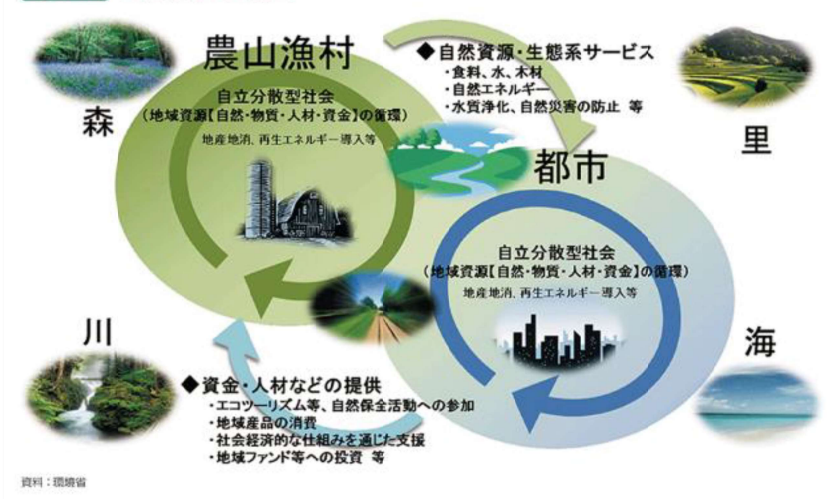 農山漁村
自立分散型社会
(地域資源【自然・物質・人材・資金】の循環)
地産地消、再生エネルギー導入等
森
◆自然資源・生態系サービス
・食料、水、木材
・自然エネルギー
・水質浄化、自然災害の防止 等
里
都市
自立分散型社会
(地域資源【自然・物質・人材・資金】の循環)
地産地消、再生エネルギー導入等
川
◆資金・人材などの提供
・エコツーリズム等、自然保全活動への参加
・地域産品の消費
・社会経済的な仕組みを通じた支援
・地域ファンド等への投資 等
海
資料：環境省